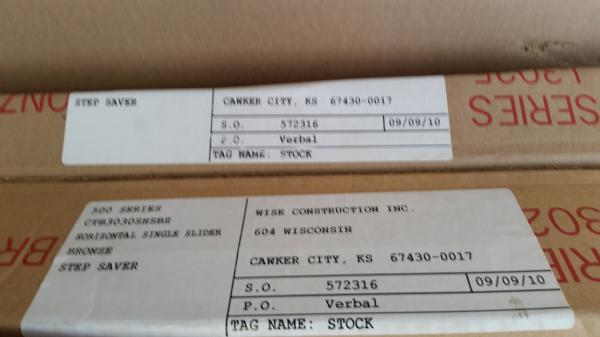 STEP SAVER
CAWKER CITY, KS 67430-0017
S.O. 572316 09/09/10
P.O. Verbal
TAG NAME: STOCK
SERIES
300 SERIES
HORIZONTAL SINGLE SLIDER
BRONZE
STEP SAVER
WISE CONSTRUCTION INC.
604 WISCONSIN
CAWKER CITY, KS 67430-0017
S.O. 572316 09/09/10
P.O. Verbal
TAG NAME: STOCK